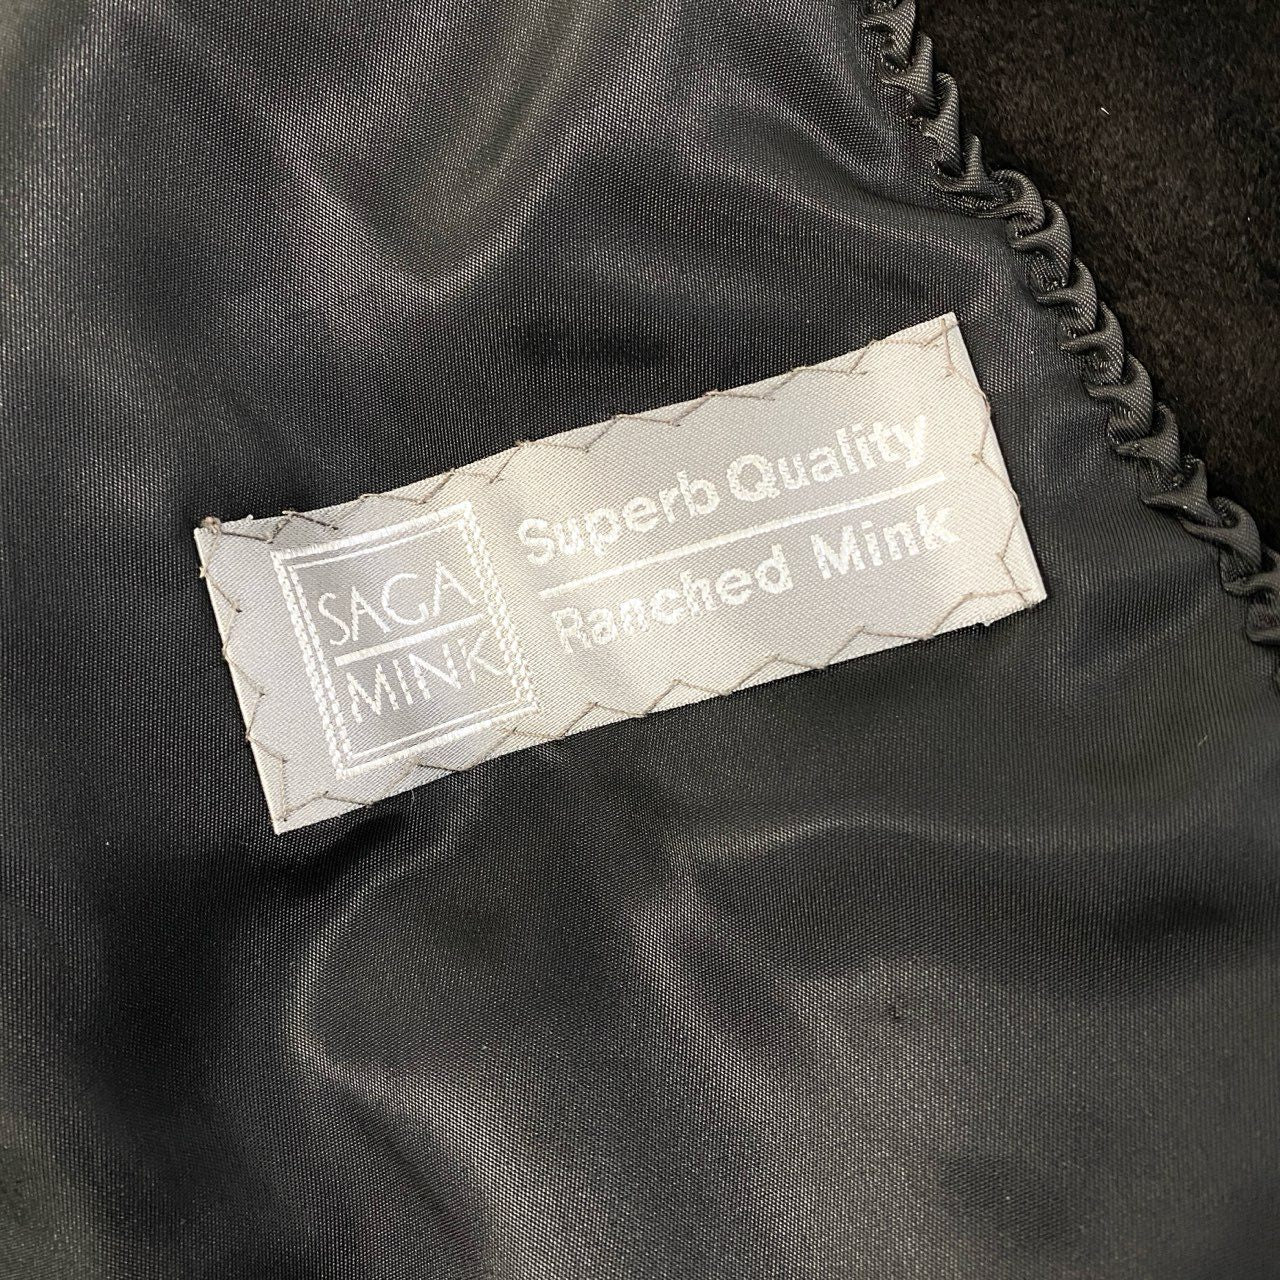 SAGA
MINK
Superb Quality
Ranched Mink